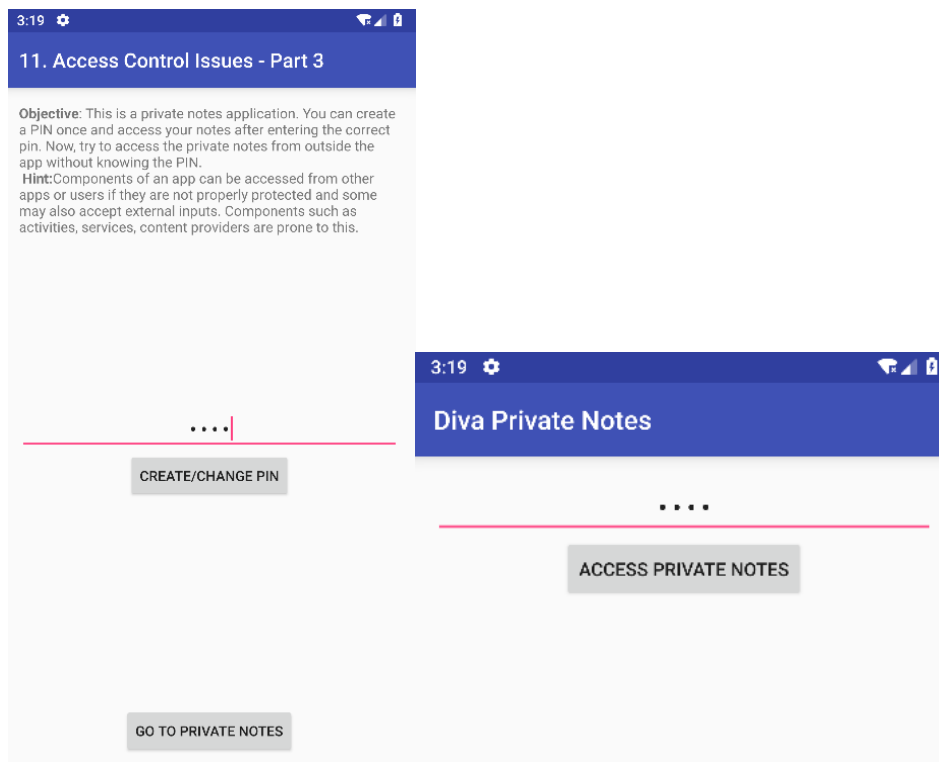 3:19
11. Access Control Issues - Part 3
Objective: This is a private notes application. You can create
a PIN once and access your notes after entering the correct
pin. Now, try to access the private notes from outside the
app without knowing the PIN.
Hint:Components of an app can be accessed from other
apps or users if they are not properly protected and some
may also accept external inputs. Components such as
activities, services, content providers are prone to this.
CREATE/CHANGE PIN
GO TO PRIVATE NOTES
3:19
Diva Private Notes
ACCESS PRIVATE NOTES